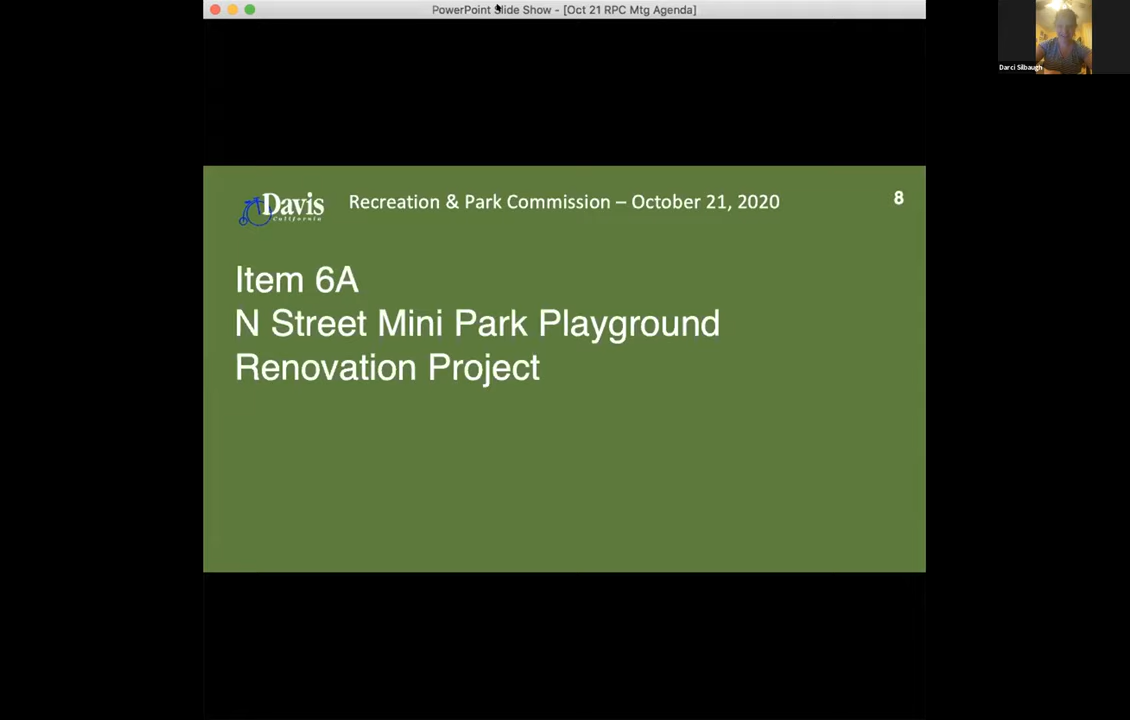 PowerPoint Slide Show - [Oct 21 RPC Mtg Agenda]
Darci Silbaugh
Davis
California
Recreation & Park Commission – October 21, 2020
8
Item 6A
N Street Mini Park Playground
Renovation Project